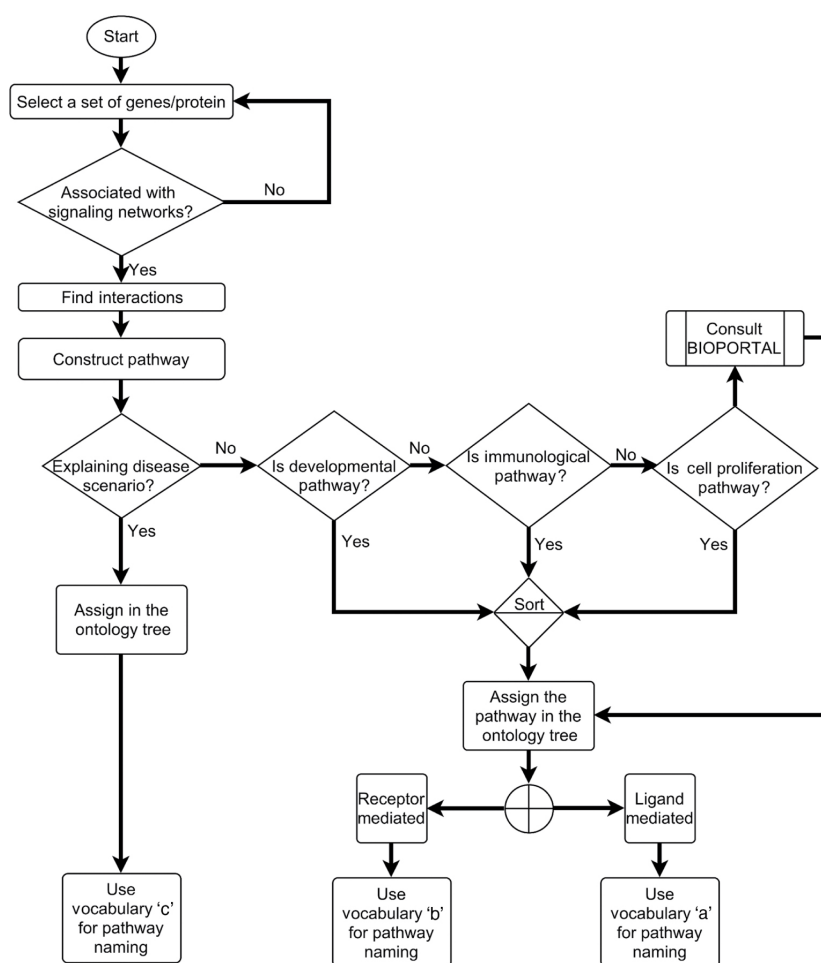 Start
Select a set of genes/protein
Associated with
signaling networks?
No
Yes
Find interactions
Construct pathway
Consult
BIOPORTAL
Explaining disease
scenario?
No
Is developmental
pathway?
No
Is immunological
pathway?
No
Is cell proliferation
pathway?
Yes
Yes
Yes
Yes
Assign in the
ontology tree
Sort
Assign the
pathway in the
ontology tree
Receptor
mediated
Ligand
mediated
Use
vocabulary ‘c’
for pathway
naming
Use
vocabulary ‘b’
for pathway
naming
Use
vocabulary ‘a’
for pathway
naming